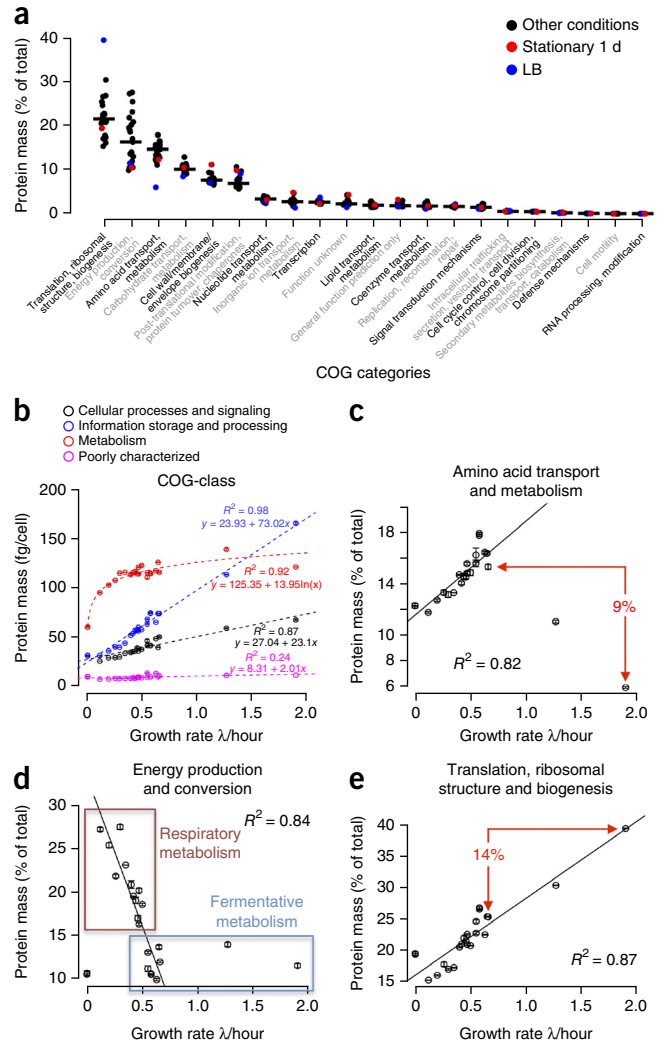 a
Other conditions
Stationary 1 d
LB
Protein mass (% of total)
40
30
20
10
0
Translation, ribosomal
structure, biogenesis
Energy production,
conversion
Amino acid transport,
metabolism
Carbohydrate transport,
metabolism
Cell wall/membrane/
envelope biogenesis
Post-translational modification,
protein turnover, chaperones
Nucleotide transport,
metabolism
Inorganic ion transport,
metabolism
Transcription
Function unknown
Lipid transport,
metabolism
General function prediction only
Coenzyme transport,
metabolism
Replication, recombination,
repair
Signal transduction mechanisms
Intracellular trafficking,
secretion, vesicular transport
Cell cycle control, cell division,
chromosome partitioning
Secondary metabolites biosynthesis,
transport, catabolism
Defense mechanisms
Cell motility
RNA processing, modification
COG categories
b
Cellular processes and signaling
Information storage and processing
Metabolism
Poorly characterized
COG-class
Protein mass (fg/cell)
200
150
100
50
0
R² = 0.98
y = 23.93 + 73.02x
R² = 0.92
y = 125.35 + 13.95ln(x)
R² = 0.87
y = 27.04 + 23.1x
R² = 0.24
y = 8.31 + 2.01x
0 0.5 1.0 1.5 2.0
Growth rate λ/hour
c
Amino acid transport
and metabolism
Protein mass (% of total)
18
16
14
12
10
8
6
9%
R² = 0.82
0 0.5 1.0 1.5 2.0
Growth rate λ/hour
d
Energy production
and conversion
Protein mass (% of total)
30
25
20
15
10
R² = 0.84
Respiratory
metabolism
Fermentative
metabolism
0 0.5 1.0 1.5 2.0
Growth rate λ/hour
e
Translation, ribosomal
structure and biogenesis
Protein mass (% of total)
40
35
30
25
20
15
14%
R² = 0.87
0 0.5 1.0 1.5 2.0
Growth rate λ/hour